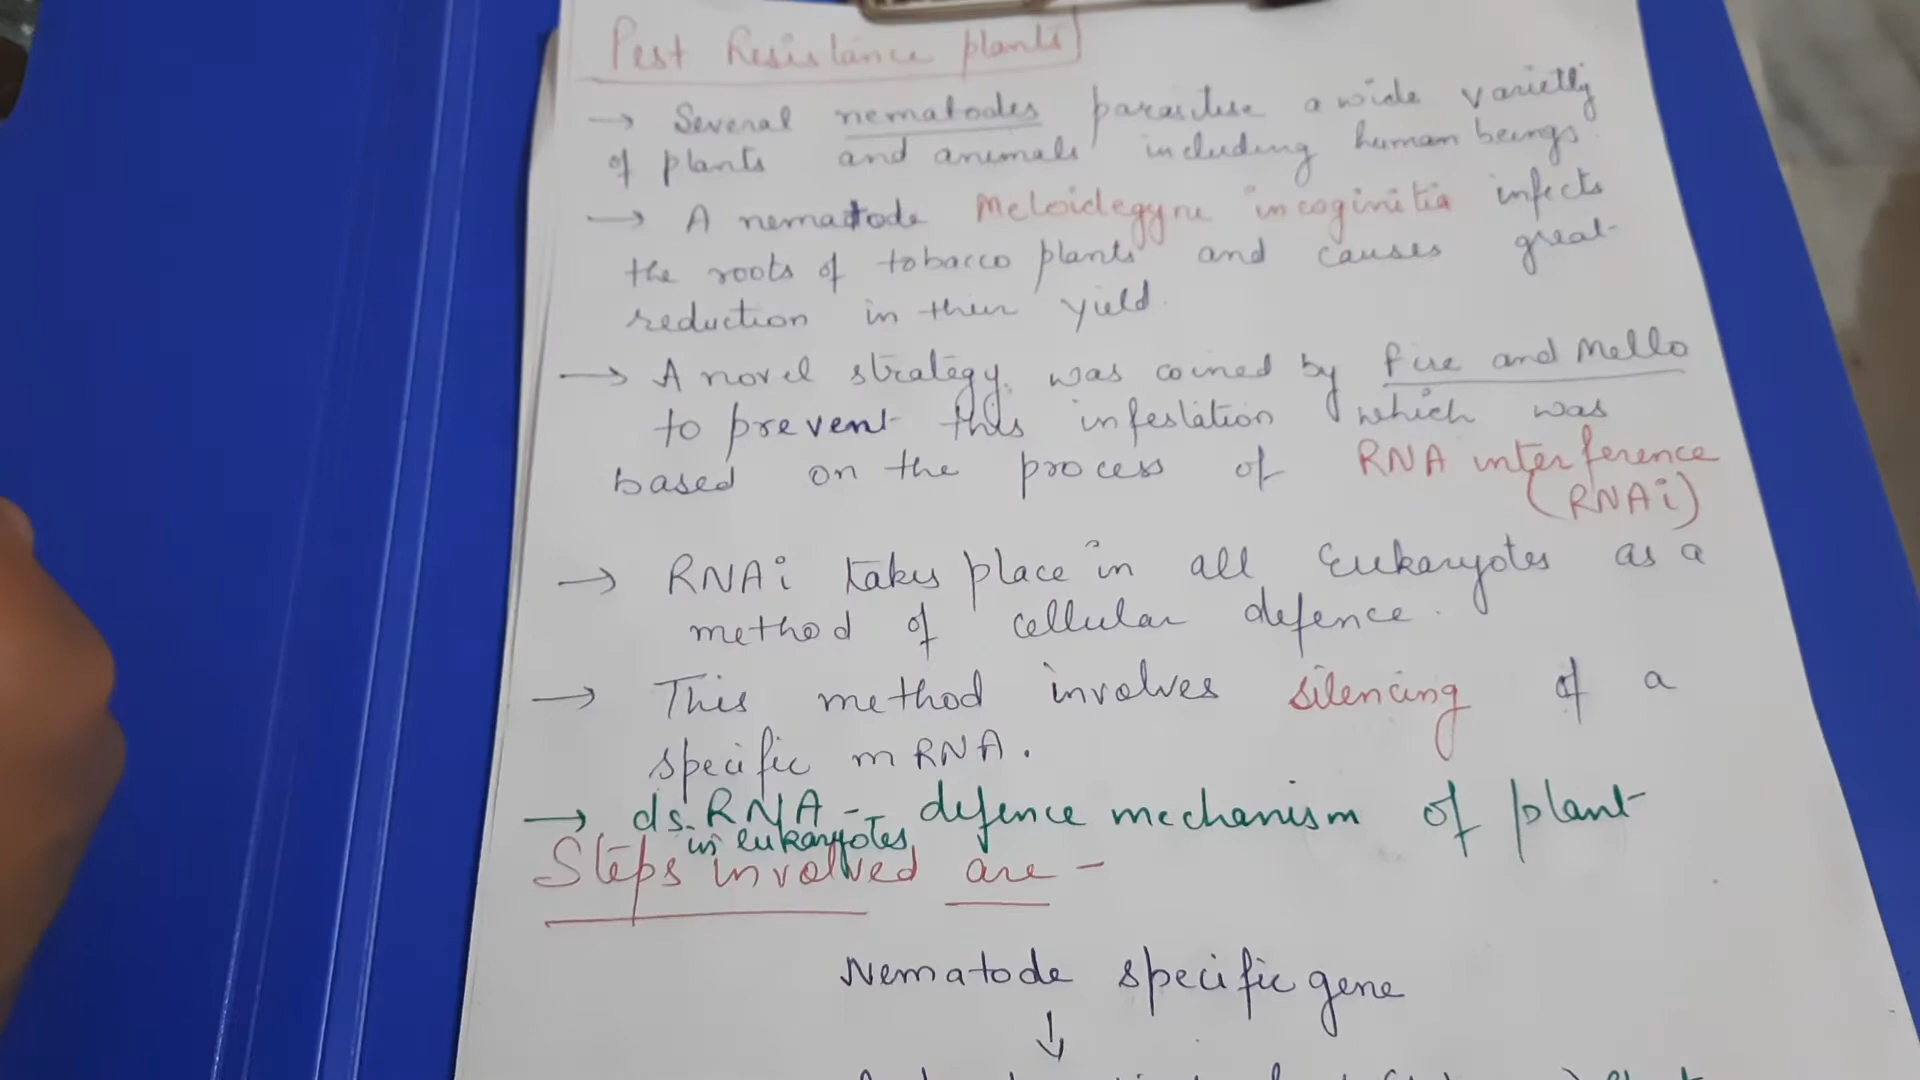 Pest Resistance plants
→ Several nematodes parasitise a wide varietly
of plants and animals including human beings.
→ A nematode Meloidegyne incoginitia infects
the roots of tobacco plants and causes great
reduction in their yield.
→ A novel strategy was coined by Fire and Mello
to prevent this infestation which was
based on the process of RNA interference
(RNAi)
→ RNAi takes place in all Eukaryotes as a
method of cellular defence.
→ This method involves silencing of a
specific mRNA.
→ ds.RNA - defence mechanism of plant
in eukaryotes
Steps involved are -
Nematode specific gene
↓